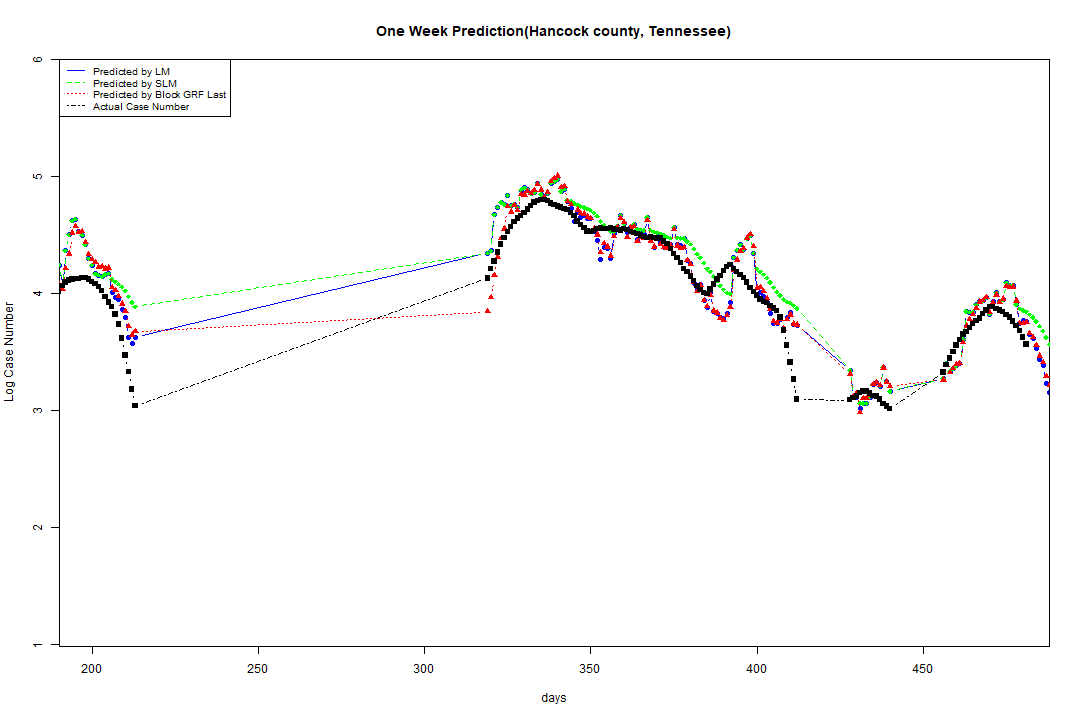 One Week Prediction(Hancock county, Tennessee)
Predicted by LM
Predicted by SLM
Predicted by Block GRF Last
Actual Case Number
6
5
4
3
2
1
Log Case Number
200 250 300 350 400 450
days